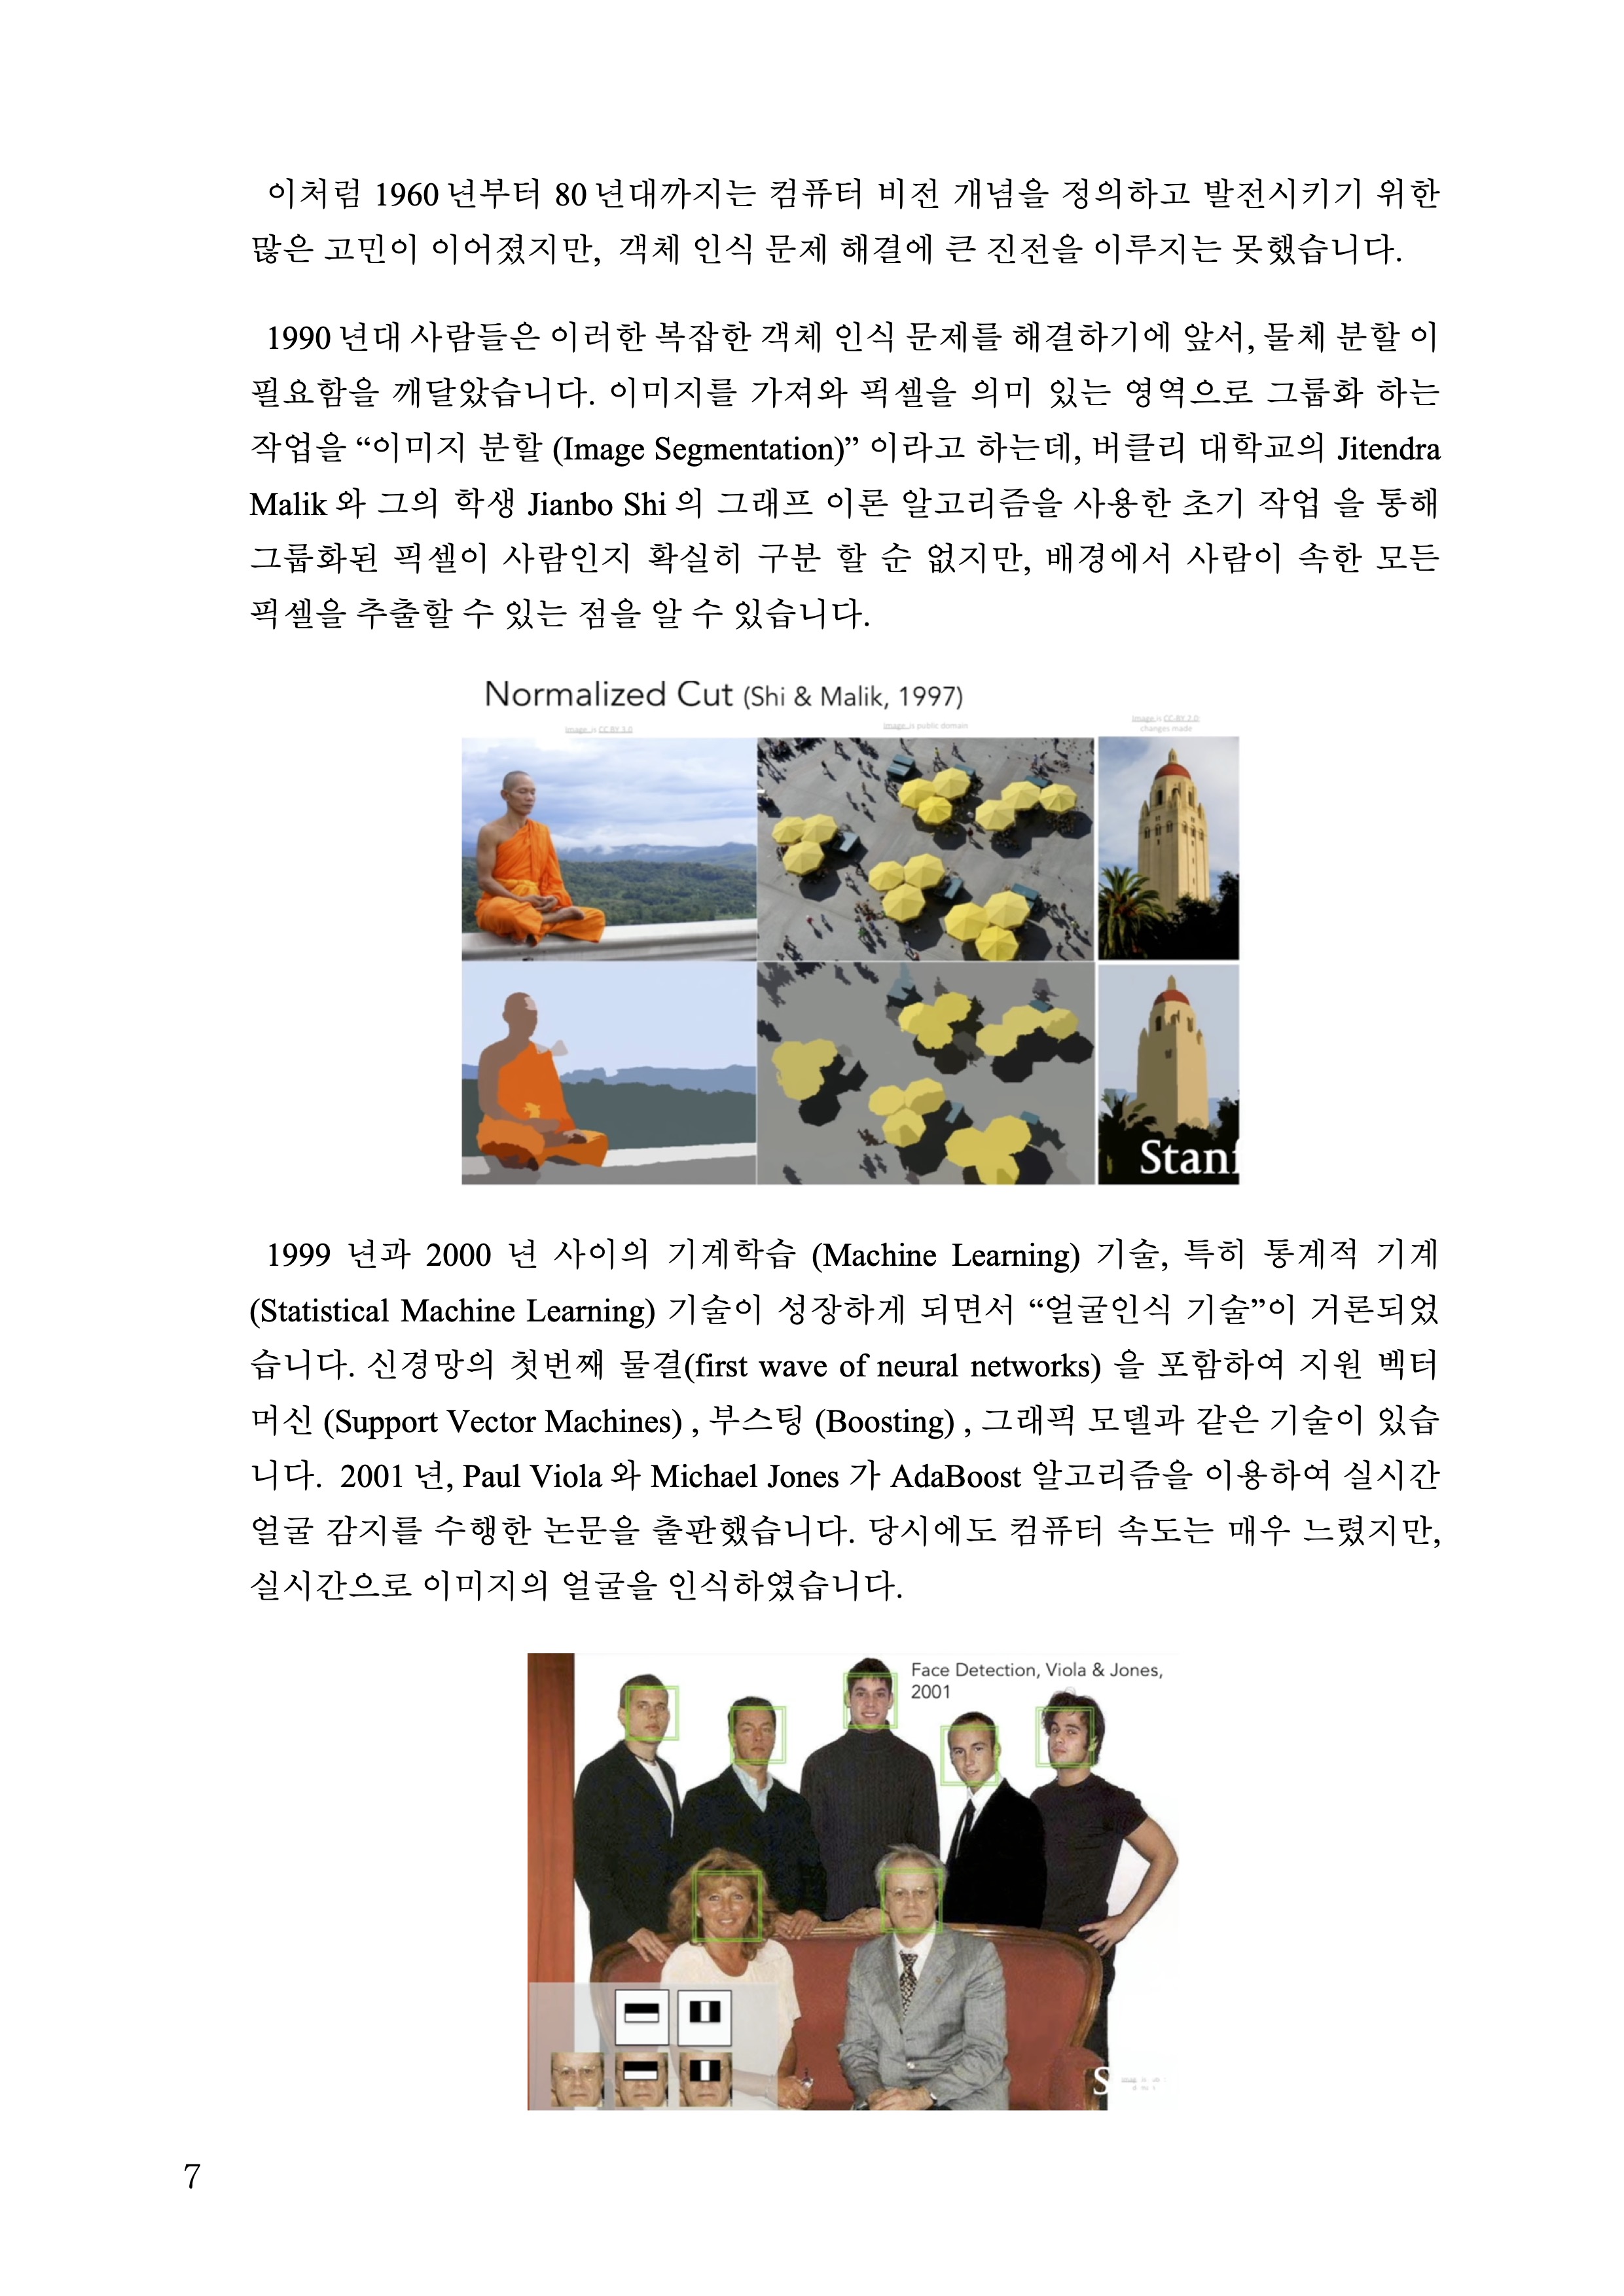 이처럼 1960년부터 80년대까지는 컴퓨터 비전 개념을 정의하고 발전시키기 위한
많은 고민이 이어졌지만, 객체 인식 문제 해결에 큰 진전을 이루지는 못했습니다.
1990년대 사람들은 이러한 복잡한 객체 인식 문제를 해결하기에 앞서, 물체 분할 이
필요함을 깨달았습니다. 이미지를 가져와 픽셀을 의미 있는 영역으로 그룹화 하는
작업을 “이미지 분할 (Image Segmentation)” 이라고 하는데, 버클리 대학교의 Jitendra
Malik 와 그의 학생 Jianbo Shi 의 그래프 이론 알고리즘을 사용한 초기 작업 을 통해
그룹화된 픽셀이 사람인지 확실히 구분 할 순 없지만, 배경에서 사람이 속한 모든
픽셀을 추출할 수 있는 점을 알 수 있습니다.
Normalized Cut (Shi & Malik, 1997)
Image is CC BY 3.0
Image is public domain
Image is CC-BY 2.0
changes made
Stanf
1999 년과 2000 년 사이의 기계학습 (Machine Learning) 기술, 특히 통계적 기계
(Statistical Machine Learning) 기술이 성장하게 되면서 “얼굴인식 기술”이 거론되었
습니다. 신경망의 첫번째 물결(first wave of neural networks) 을 포함하여 지원 벡터
머신 (Support Vector Machines) , 부스팅 (Boosting) , 그래픽 모델과 같은 기술이 있습
니다. 2001 년, Paul Viola 와 Michael Jones 가 AdaBoost 알고리즘을 이용하여 실시간
얼굴 감지를 수행한 논문을 출판했습니다. 당시에도 컴퓨터 속도는 매우 느렸지만,
실시간으로 이미지의 얼굴을 인식하였습니다.
Face Detection, Viola & Jones,
2001
S
7